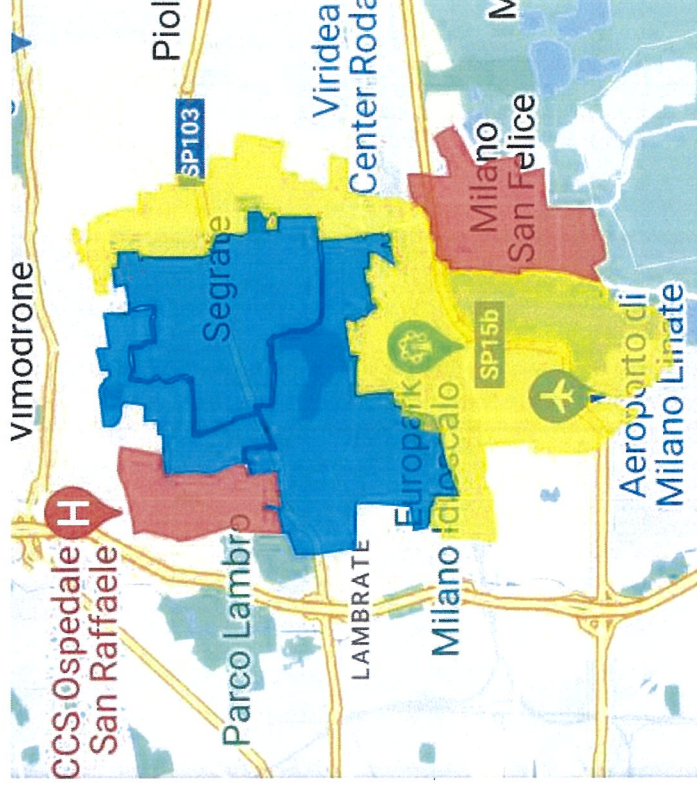 Vimodrone
Piol
M
SP103
Viridea
Center Roda
Segrate
Milano
San Felice
SP15b
Aeroporto di
Milano Linate
Europark
Milano Idroscalo
LAMBRATE
Parco Lambro
CCS Ospedale
San Raffaele
H